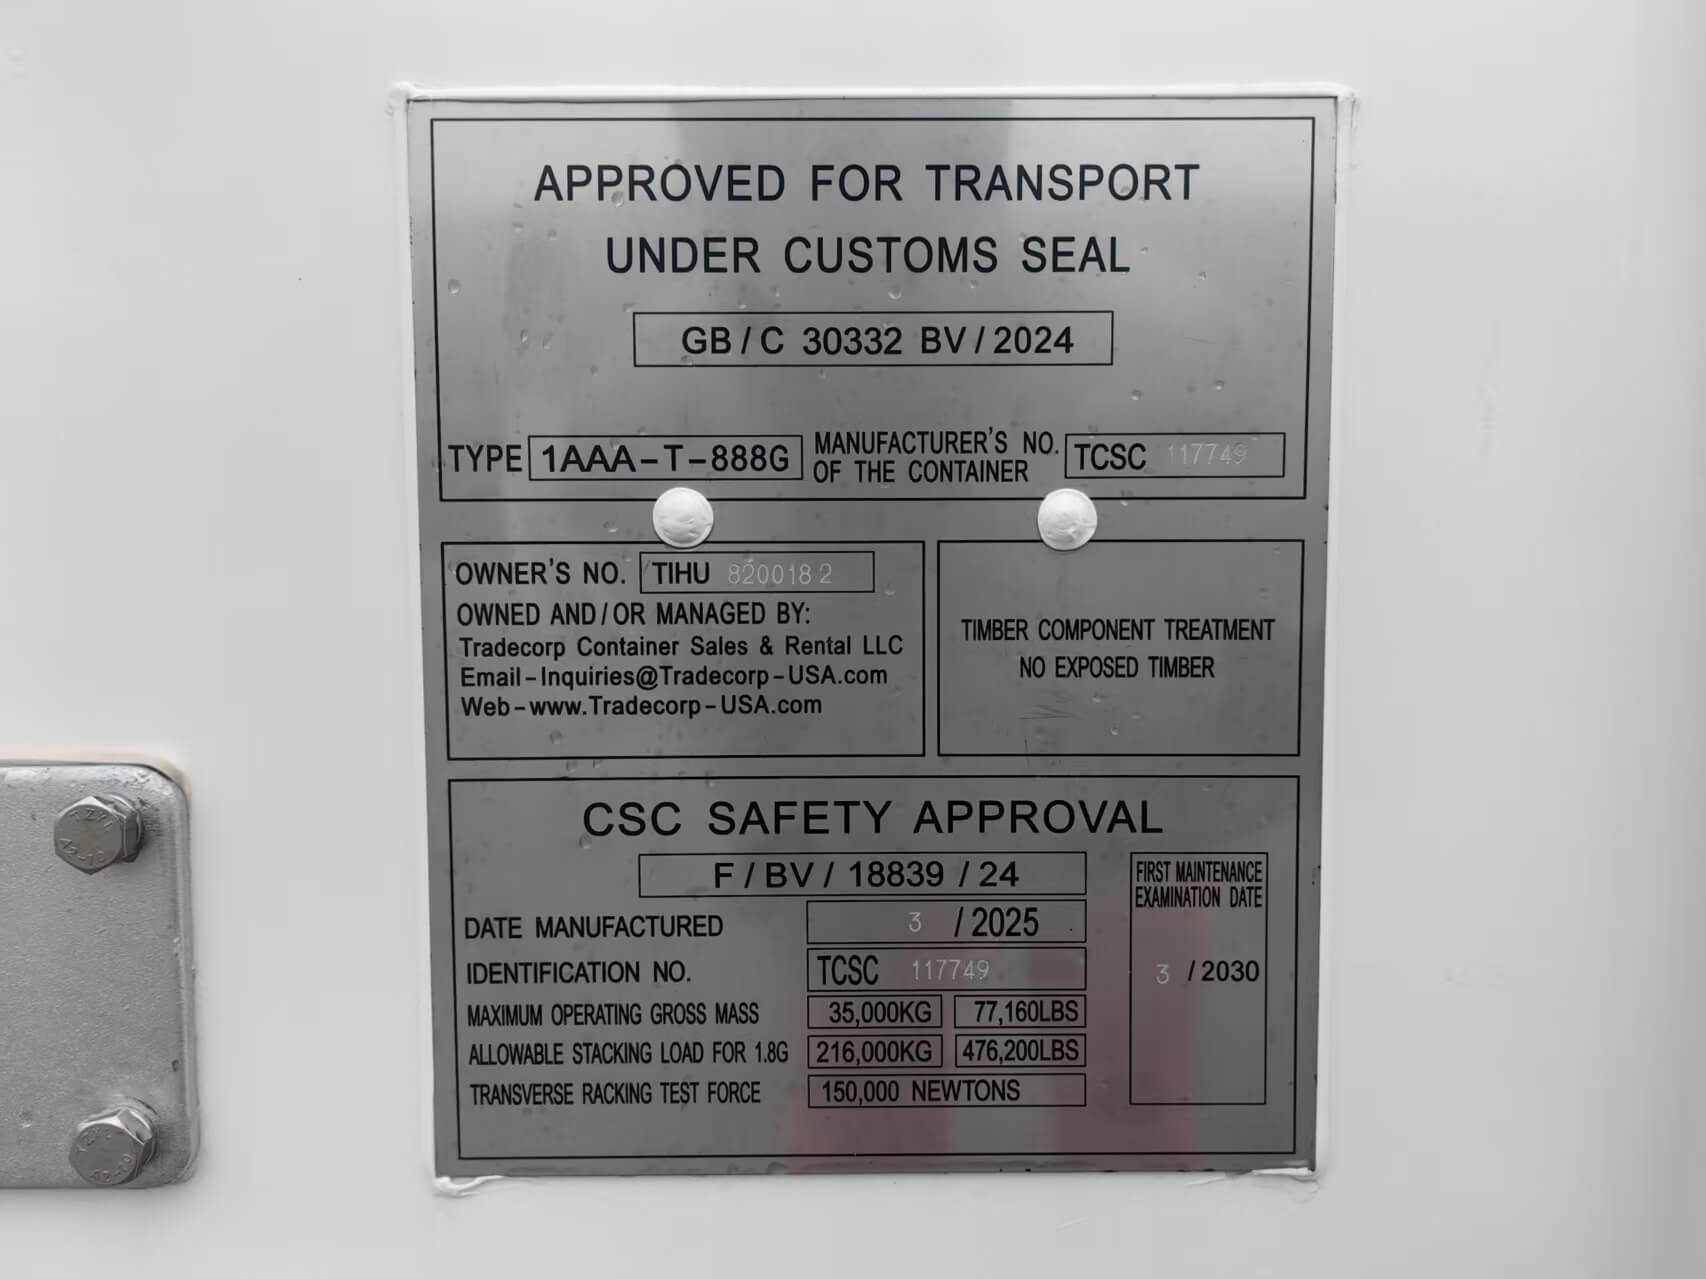 APPROVED FOR TRANSPORT
UNDER CUSTOMS SEAL
GB/C 30332 BV/2024
TYPE 1AAA-T-888G MANUFACTURER'S NO. OF THE CONTAINER TCSC 117749
OWNER'S NO. TIHU 820018 2
OWNED AND/OR MANAGED BY:
Tradecorp Container Sales & Rental LLC
Email-Inquiries@Tradecorp-USA.com
Web-www.Tradecorp-USA.com
TIMBER COMPONENT TREATMENT
NO EXPOSED TIMBER
CSC SAFETY APPROVAL
F/BV/18839/24
DATE MANUFACTURED 3 /2025
IDENTIFICATION NO. TCSC 117749
MAXIMUM OPERATING GROSS MASS 35,000KG 77,160LBS
ALLOWABLE STACKING LOAD FOR 1.8G 216,000KG 476,200LBS
TRANSVERSE RACKING TEST FORCE 150,000 NEWTONS
FIRST MAINTENANCE
EXAMINATION DATE
3 /2030